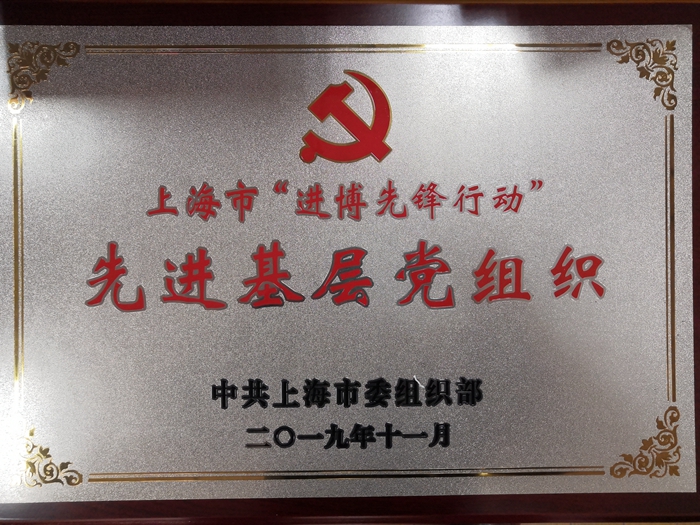 上海市“进博先锋行动”
先进基层党组织
中共上海市委组织部
二〇一九年十一月